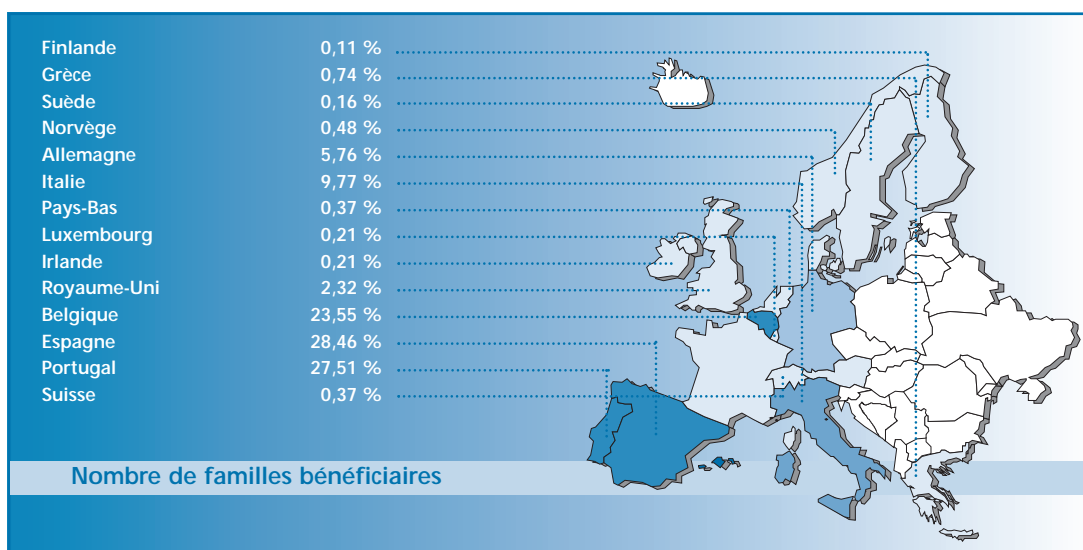 Finlande 0,11 %
Grèce 0,74 %
Suède 0,16 %
Norvège 0,48 %
Allemagne 5,76 %
Italie 9,77 %
Pays-Bas 0,37 %
Luxembourg 0,21 %
Irlande 0,21 %
Royaume-Uni 2,32 %
Belgique 23,55 %
Espagne 28,46 %
Portugal 27,51 %
Suisse 0,37 %
Nombre de familles bénéficiaires